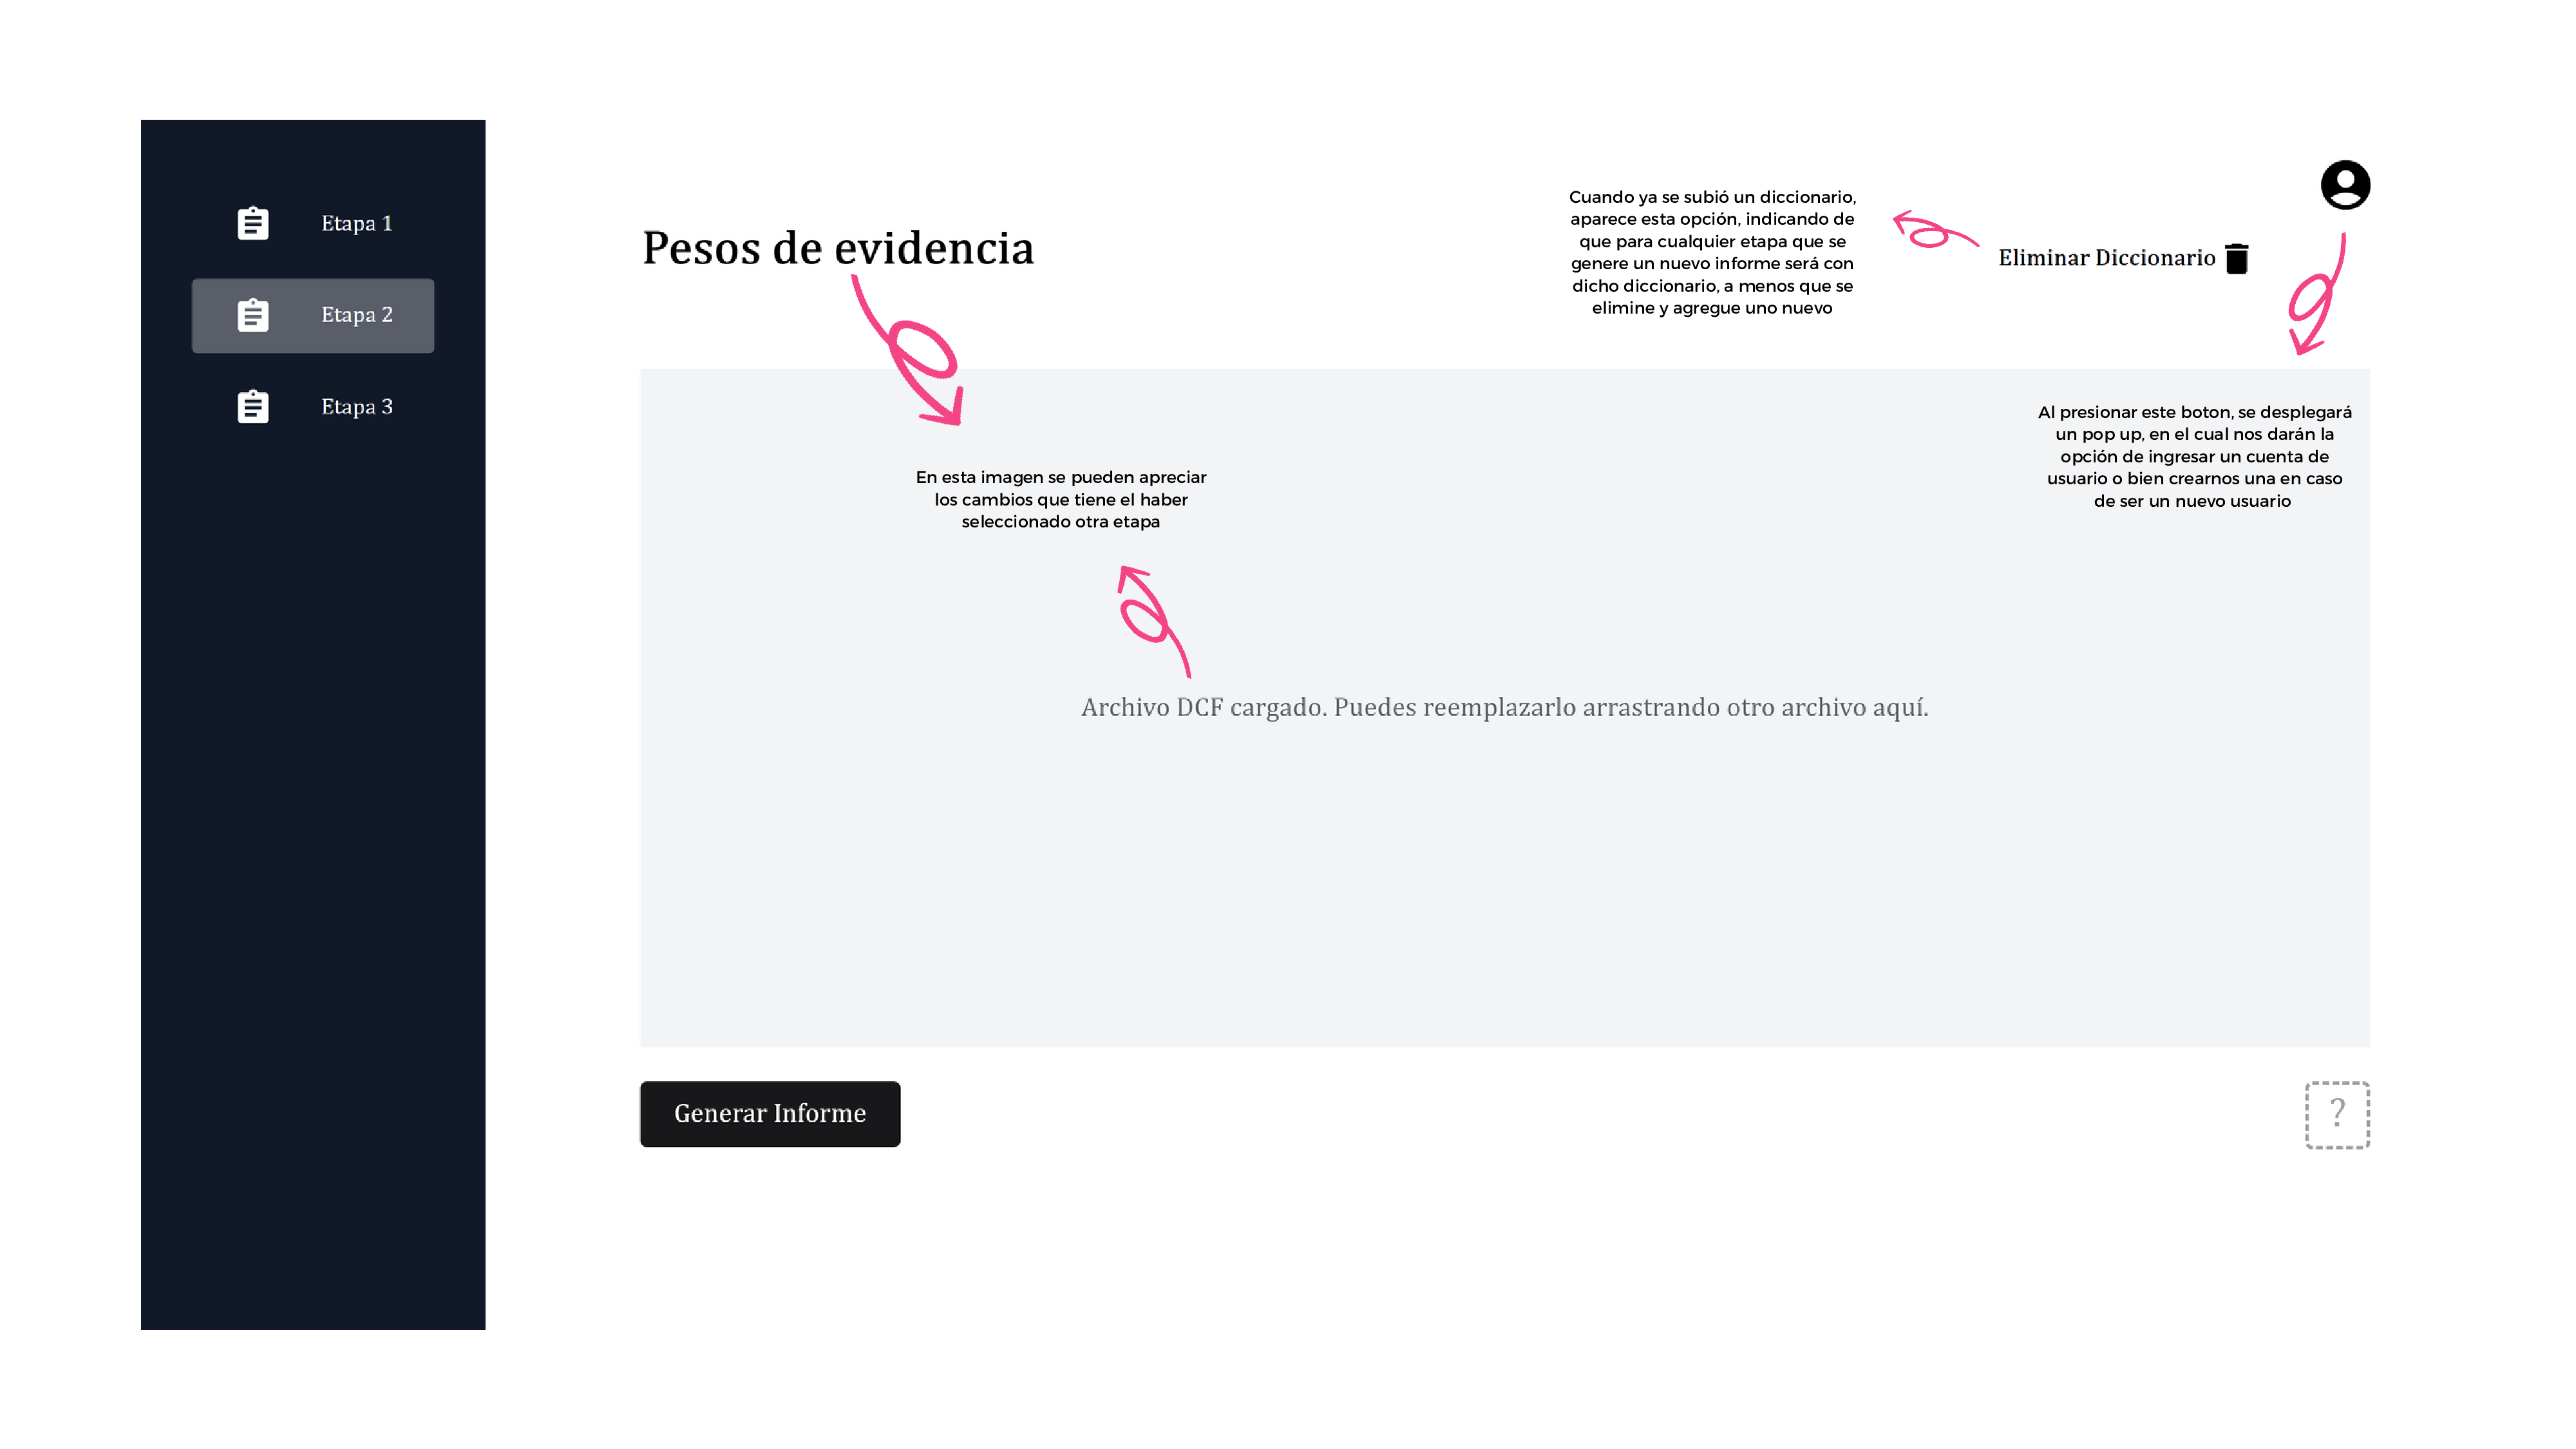 Etapa 1
Etapa 2
Etapa 3
Pesos de evidencia
Cuando ya se subió un diccionario,
aparece esta opción, indicando de
que para cualquier etapa que se
genere un nuevo informe será con
dicho diccionario, a menos que se
elimine y agregue uno nuevo
Eliminar Diccionario
Al presionar este boton, se desplegará
un pop up, en el cual nos darán la
opción de ingresar un cuenta de
usuario o bien crearnos una en caso
de ser un nuevo usuario
En esta imagen se pueden apreciar
los cambios que tiene el haber
seleccionado otra etapa
Archivo DCF cargado. Puedes reemplazarlo arrastrando otro archivo aquí.
Generar Informe
?